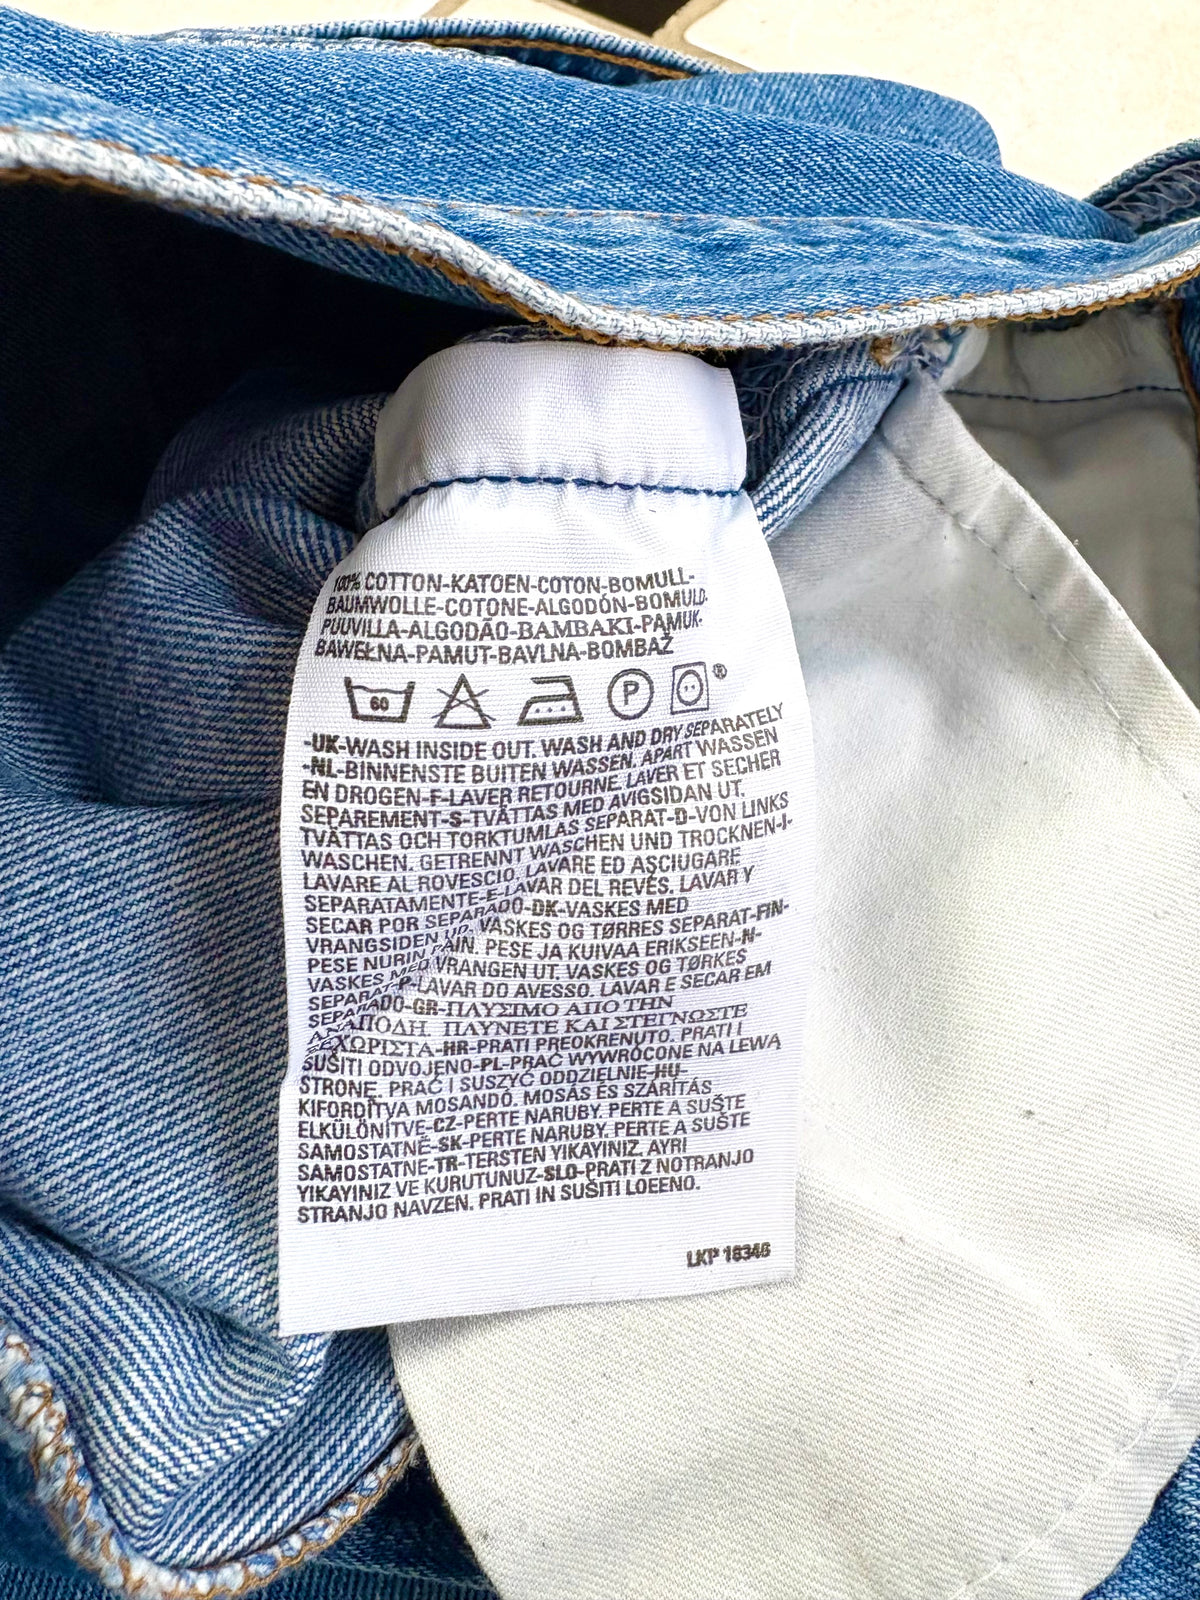 100% COTTON-KATOEN-COTON-BOMULL-
BAUMWOLLE-COTONE-ALGODÓN-BOMULD.
PUUVILLA-ALGODÃO-BAMBAKI-PAMUK-
BAWEŁNA-PAMUT-BAVLNA-BOMBAŽ
60 P ®
-UK-WASH INSIDE OUT. WASH AND DRY SEPARATELY
-NL-BINNENSTE BUITEN WASSEN. APART WASSEN
EN DROGEN-F-LAVER RETOURNE. LAVER ET SECHER
SEPAREMENT-S-TVÄTTAS MED AVIGSIDAN UT.
TVÄTTAS OCH TORKTUMLAS SEPARAT-D-VON LINKS
WASCHEN. GETRENNT WASCHEN UND TROCKNEN-I-
LAVARE AL ROVESCIO. LAVARE ED ASCIUGARE
SEPARATAMENTE-E-LAVAR DEL REVÉS. LAVAR Y
SECAR POR SEPARADO-DK-VASKES MED
VRANGSIDEN UD. VASKES OG TØRRES SEPARAT-FIN-
PESE NURIN PÄIN. PESE JA KUIVAA ERIKSEEN-N-
VASKES MED VRANGEN UT. VASKES OG TØRKES
SEPARAT-P-LAVAR DO AVESSO. LAVAR E SECAR EM
SEPARADO-GR-ΠΛΥΣΙΜΟ ΑΠΟ ΤΗΝ
ΑΝΑΠΟΔΗ. ΠΛΥΝΕΤΕ ΚΑΙ ΣΤΕΓΝΩΣΤΕ
ΞΕΧΩΡΙΣΤΑ-HR-PRATI PREOKRENUTO. PRATI I
SUŠITI ODVOJENO-PL-PRAĆ WYWRÓCONE NA LEWĄ
STRONĘ. PRAĆ I SUSZYĆ ODDZIELNIE-HU-
KIFORDÍTVA MOSANDÓ. MOSÁS ÉS SZÁRÍTÁS
ELKÜLÖNÍTVE-CZ-PERTE NARUBY. PERTE A SUŠTE
SAMOSTATNĚ-SK-PERTE NARUBY. PERTE A SUŠTE
SAMOSTATNE-TR-TERSTEN YIKAYINIZ. AYRI
YIKAYINIZ VE KURUTUNUZ-SLO-PRATI Z NOTRANJO
STRANJO NAVZEN. PRATI IN SUŠITI LOEENO.
LKP 18346